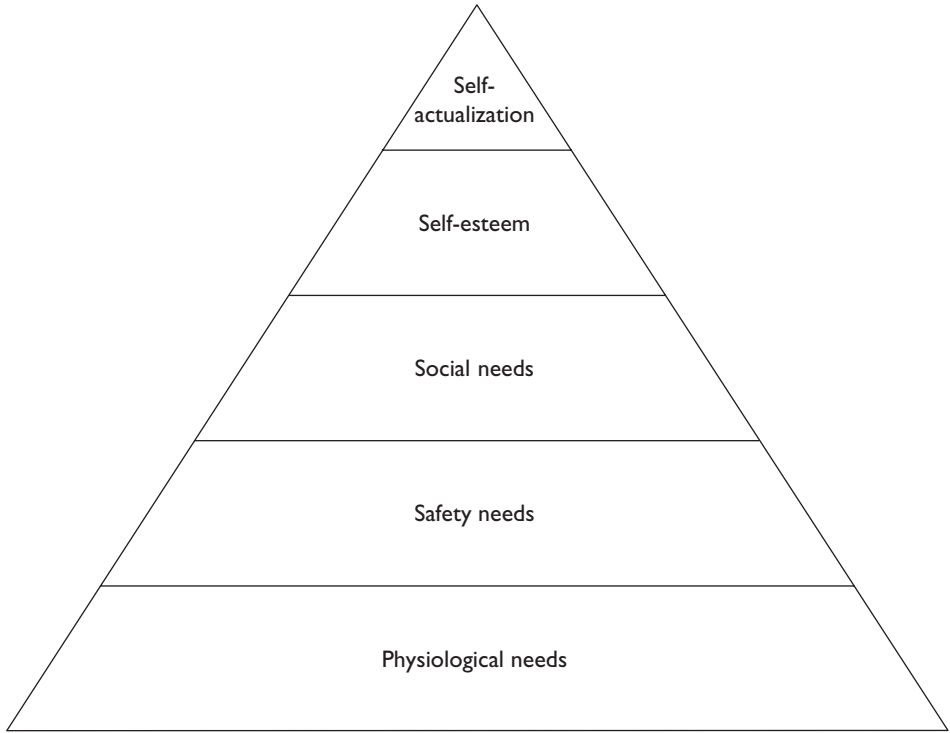 Self-
actualization
Self-esteem
Social needs
Safety needs
Physiological needs